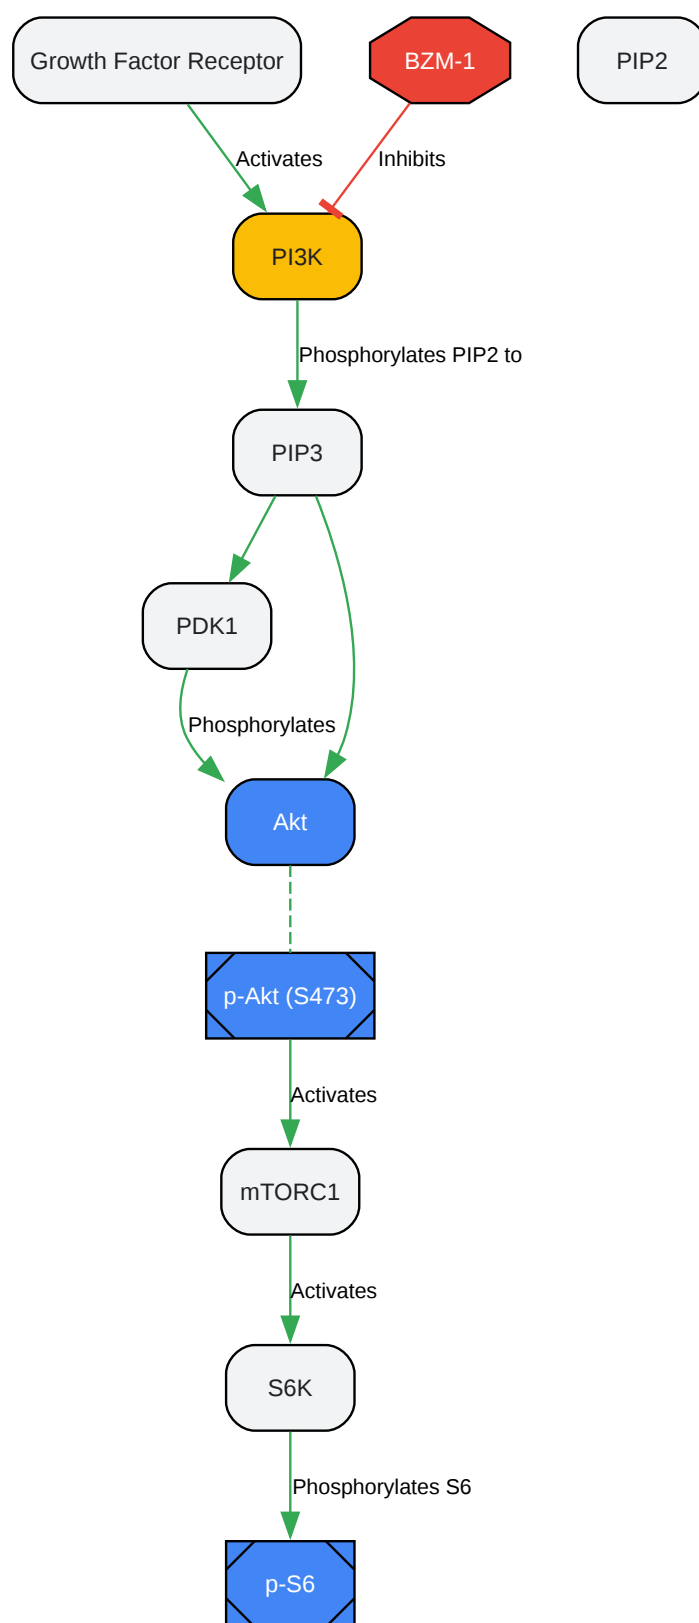 Growth Factor Receptor
BZM-1
PIP2
Activates
Inhibits
PI3K
Phosphorylates PIP2 to
PIP3
PDK1
Phosphorylates
Akt
p-Akt (S473)
Activates
mTORC1
Activates
S6K
Phosphorylates S6
p-S6